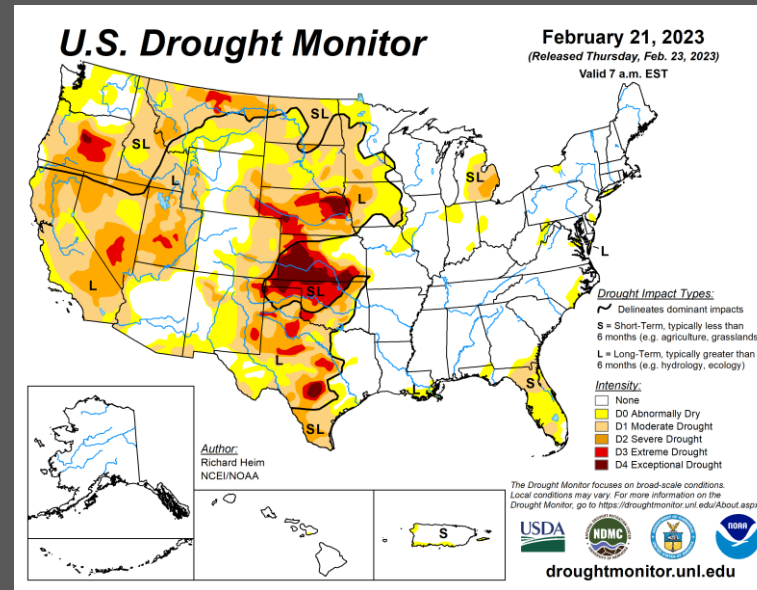 U.S. Drought Monitor
February 21, 2023
(Released Thursday, Feb. 23, 2023)
Valid 7 a.m. EST
SL
SL
L
SL
L
L
L
SL
L
L
S
SL
Drought Impact Types:
Delineates dominant impacts
S = Short-Term, typically less than
6 months (e.g. agriculture, grasslands
L = Long-Term, typically greater than
6 months (e.g. hydrology, ecology)
Intensity:
None
D0 Abnormally Dry
D1 Moderate Drought
D2 Severe Drought
D3 Extreme Drought
D4 Exceptional Drought
Author:
Richard Heim
NCEI/NOAA
S
The Drought Monitor focuses on broad-scale conditions.
Local conditions may vary. For more information on the
Drought Monitor, go to https://droughtmonitor.unl.edu/About.aspx
USDA
NDMC
NOAA
droughtmonitor.unl.edu